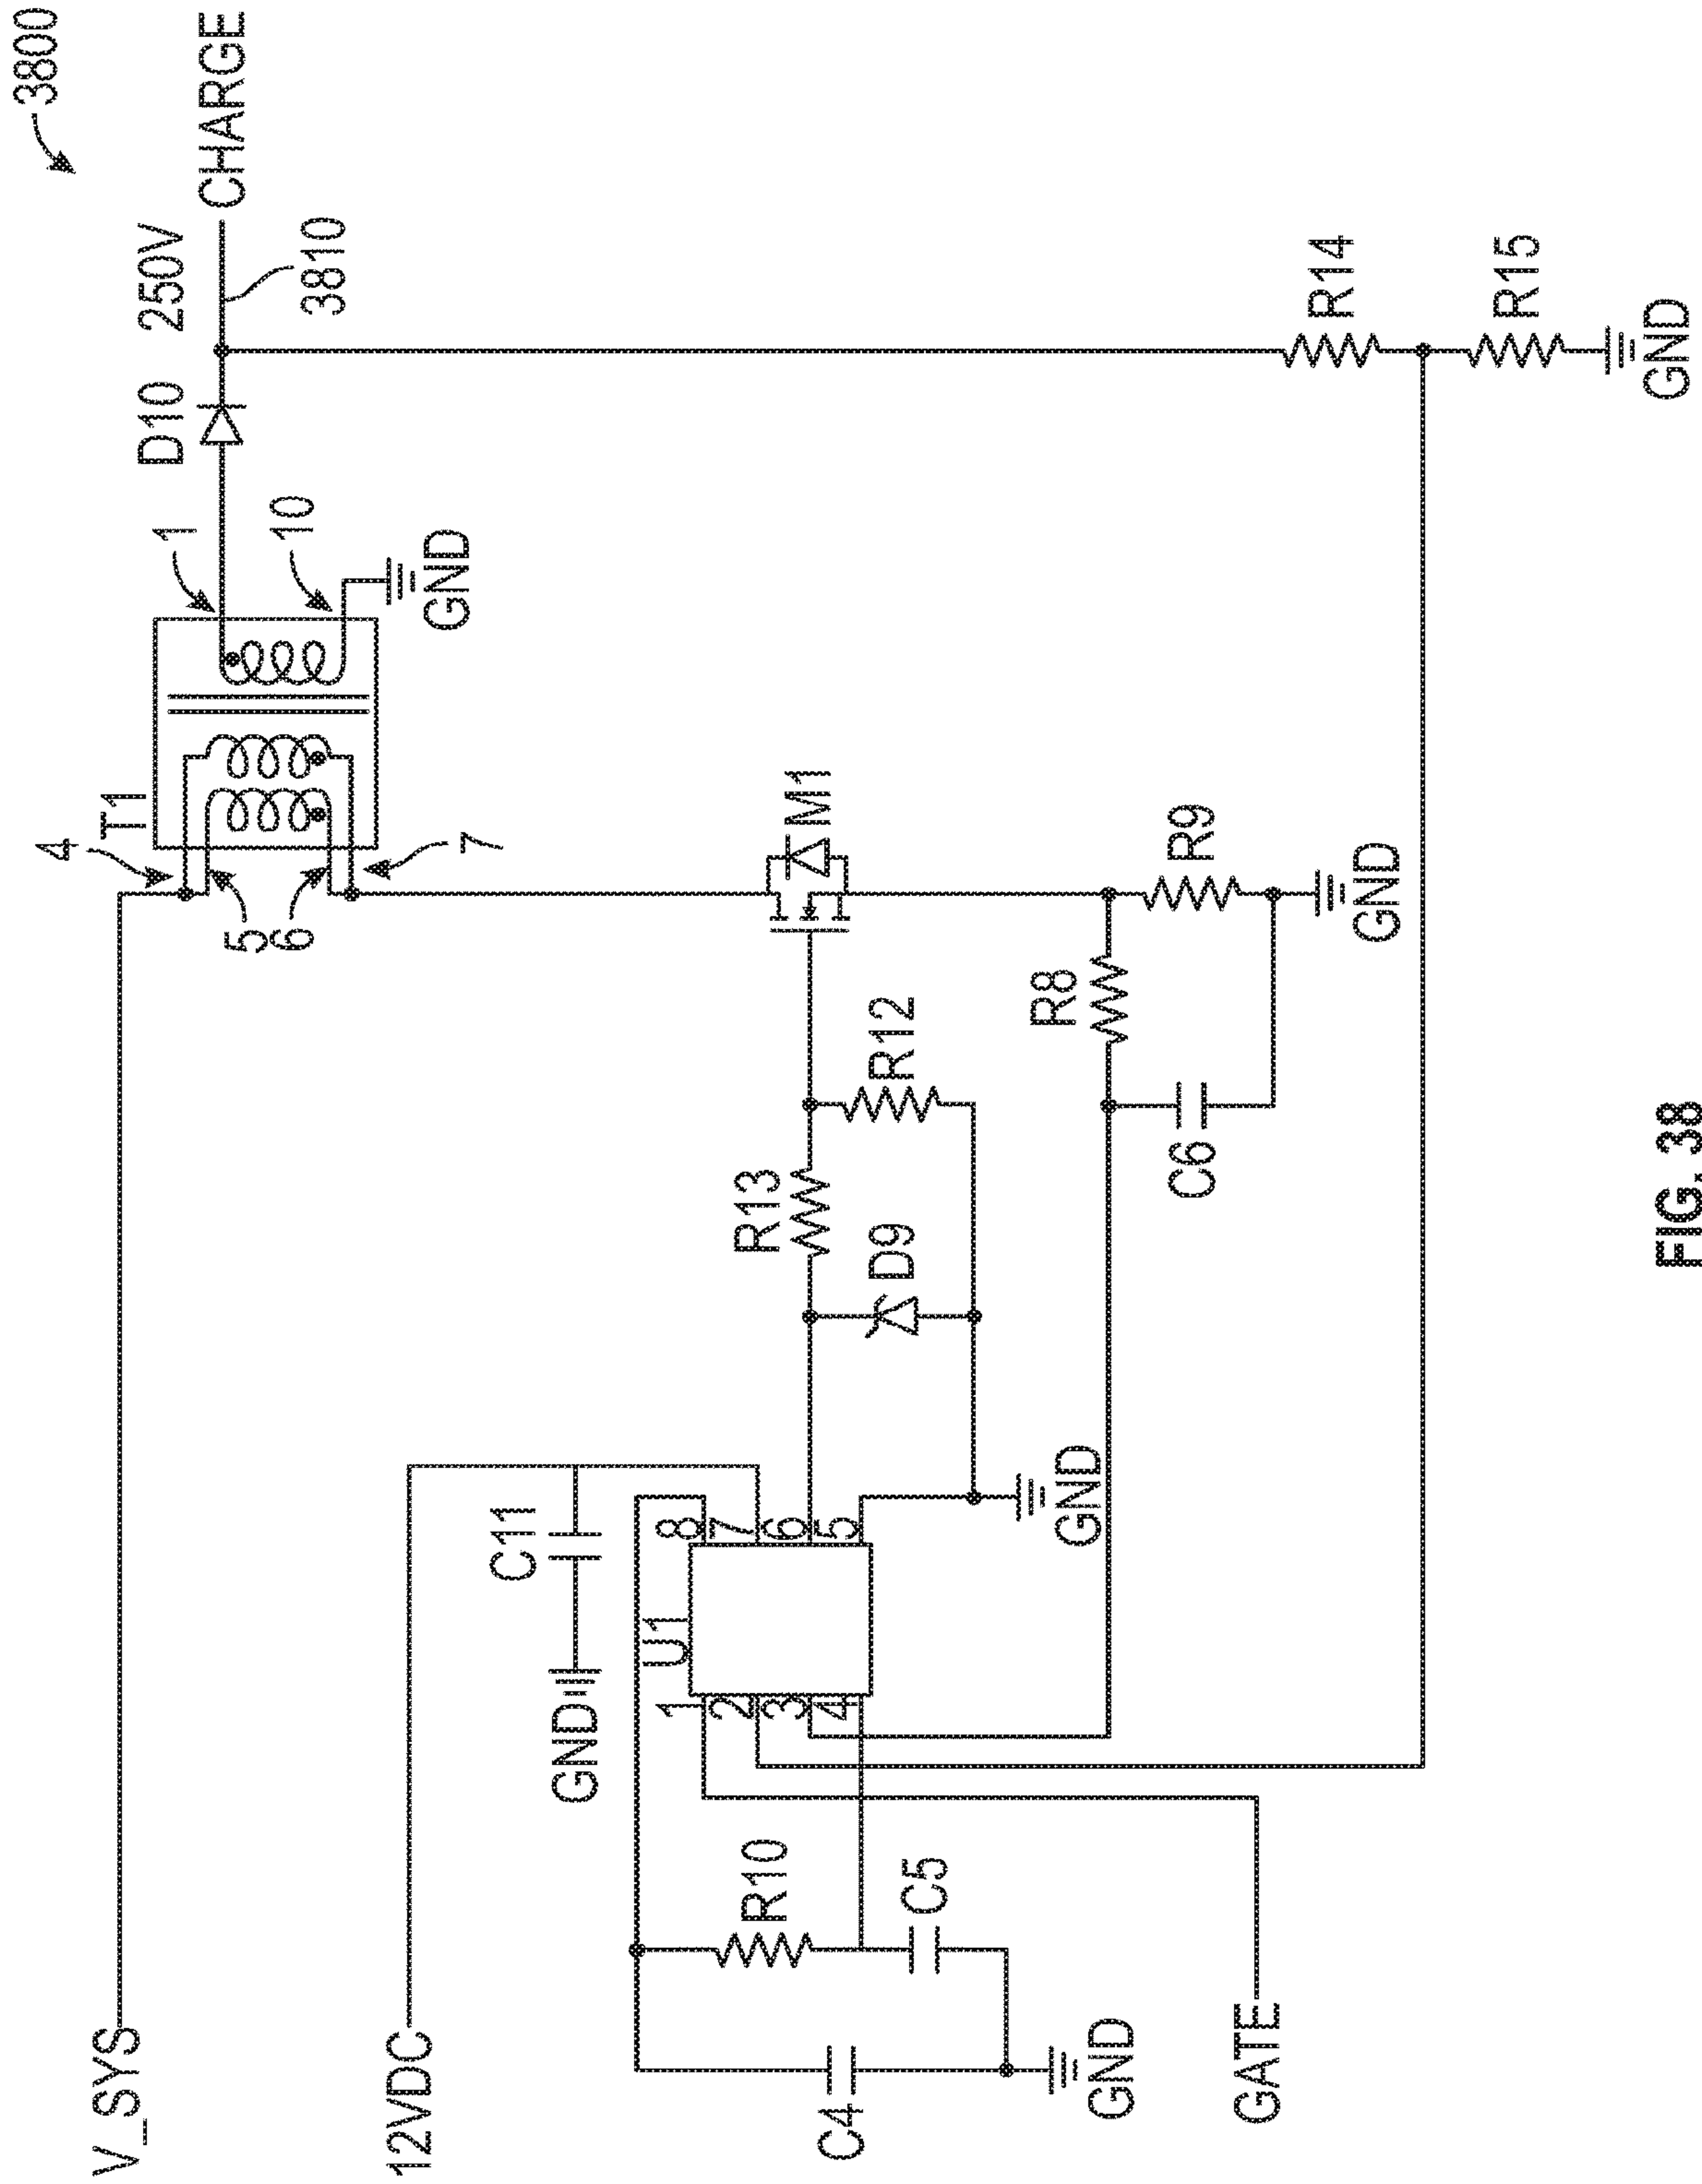 3800
V_SYS
T1
4
5
6
7
1
10
GND
D10
250V
CHARGE
3810
12VDC
C11
GND
U1
1
2
3
4
8
7
6
5
R13
D9
R12
M1
GND
R8
R9
C6
GND
R10
C5
C4
GND
GATE
R14
R15
GND
FIG. 38